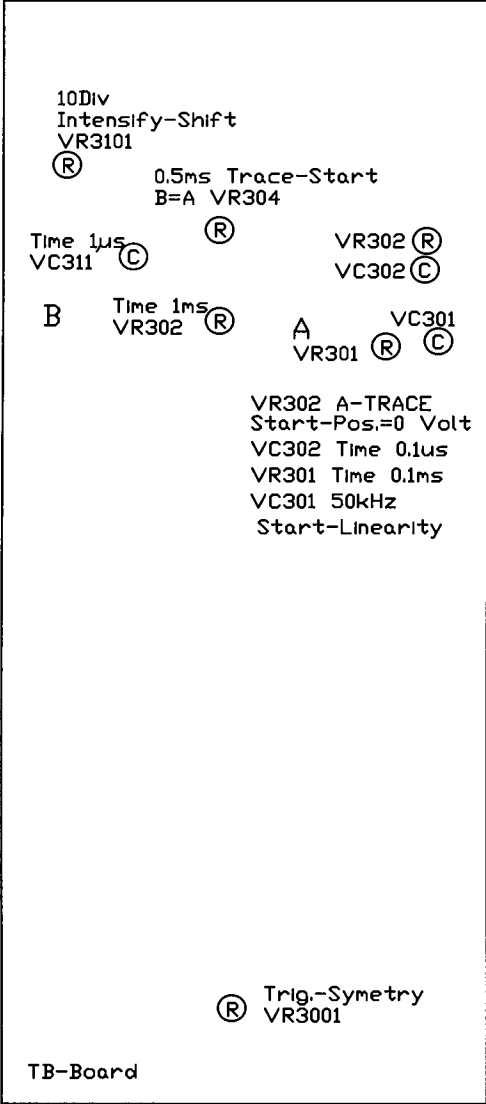 10Div
Intensify-Shift
VR3101
R
0.5ms Trace-Start
B=A VR304
R
Time 1µs
VC311 C
VR302 R
VC302 C
B
Time 1ms
VR302 R
A
VR301 R
VC301
C
VR302 A-TRACE
Start-Pos.=0 Volt
VC302 Time 0.1us
VR301 Time 0.1ms
VC301 50kHz
Start-Linearity
R Trig.-Symetry
VR3001
TB-Board